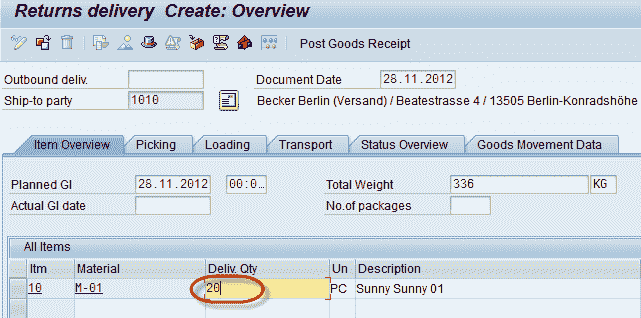 Returns delivery Create: Overview
Post Goods Receipt
Outbound deliv. Document Date 28.11.2012
Ship-to party 1010 Becker Berlin (Versand) / Beatestrasse 4 / 13505 Berlin-Konradshöhe
Item Overview Picking Loading Transport Status Overview Goods Movement Data
Planned GI 28.11.2012 00:0… Total Weight 336 KG
Actual GI date No.of packages
All Items
Itm Material Deliv. Qty Un Description
10 M-01 20 PC Sunny Sunny 01